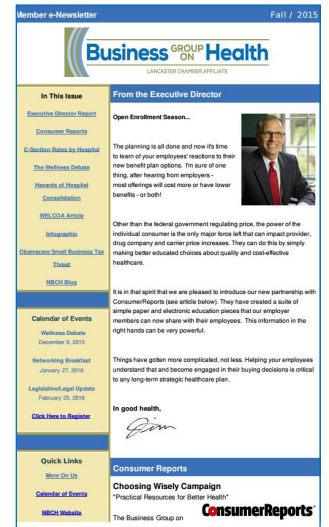 Member e-Newsletter
Fall / 2015
Business GROUP ON Health
LANCASTER CHAMBER AFFILIATE
In This Issue
Executive Director Report
Consumer Reports
C-Section Rates by Hospital
The Wellness Debate
Hazards of Hospital
Consolidation
WELCOA Article
Infographic
Obamacare Small Business Tax
Threat
NBCH Blog
Calendar of Events
Wellness Debate
December 8, 2015
Networking Breakfast
January 27, 2016
Legislative/Legal Update
February 25, 2016
Click Here to Register
Quick Links
More On Us
Calendar of Events
NBCH Website
From the Executive Director
Open Enrollment Season...
The planning is all done and now it's time
to learn of your employees' reactions to their
new benefit plan options. I'm sure of one
thing, after hearing from employers -
most offerings will cost more or have lower
benefits - or both!
Other than the federal government regulating price, the power of the
individual consumer is the only major force left that can impact provider,
drug company and carrier price increases. They can do this by simply
making better educated choices about quality and cost-effective
healthcare.
It is in that spirit that we are pleased to introduce our new partnership with
ConsumerReports (see article below). They have created a suite of
simple paper and electronic education pieces that our employer
members can now share with their employees. This information in the
right hands can be very powerful.
Things have gotten more complicated, not less. Helping your employees
understand that and become engaged in their buying decisions is critical
to any long-term strategic healthcare plan.
In good health,
Jim
Consumer Reports
Choosing Wisely Campaign
"Practical Resources for Better Health"
ConsumerReports
The Business Group on